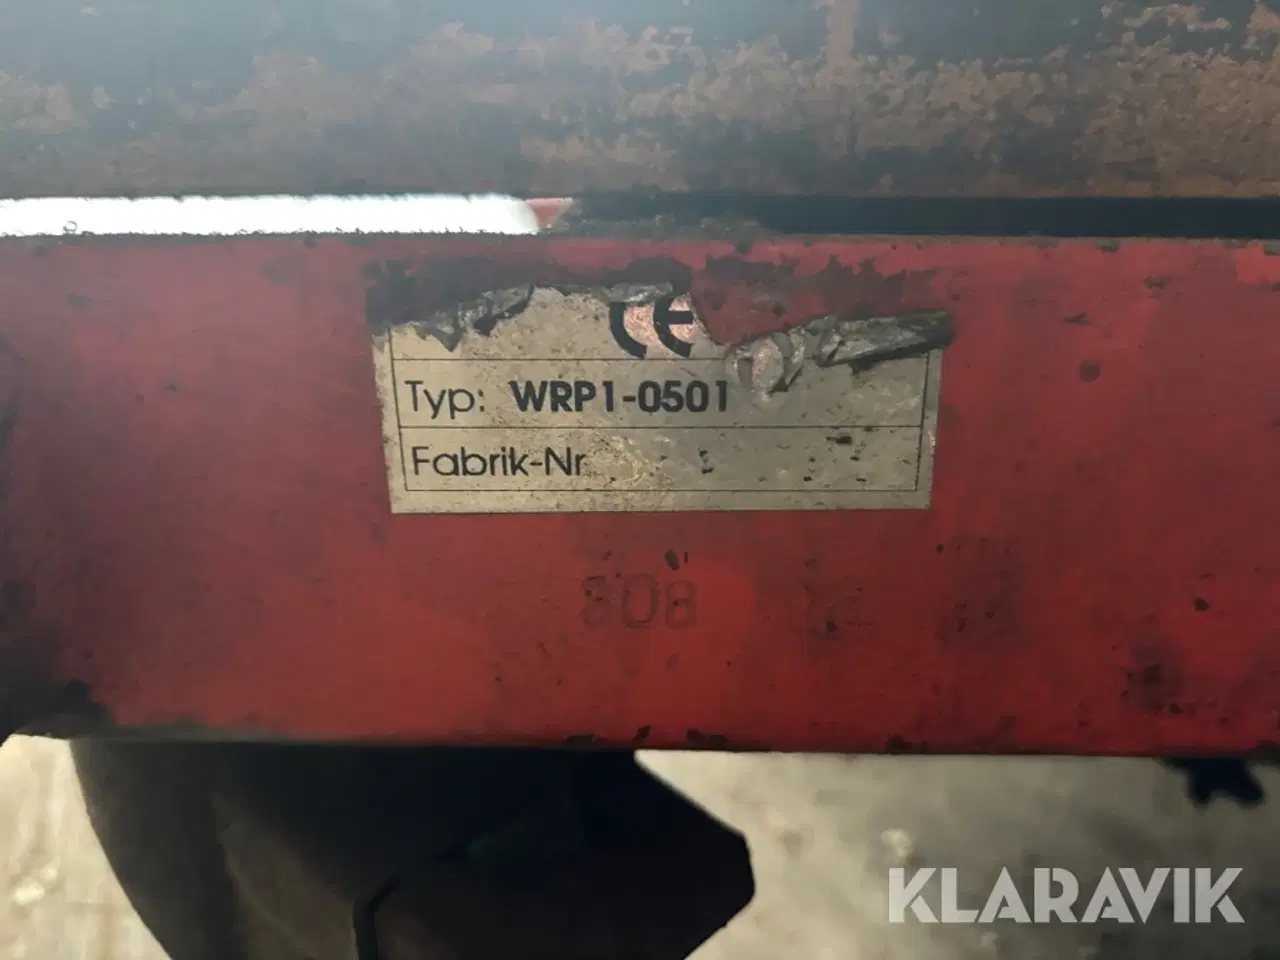 CE
Typ: WRP1-0501
Fabrik-Nr
808
KLARAVIK